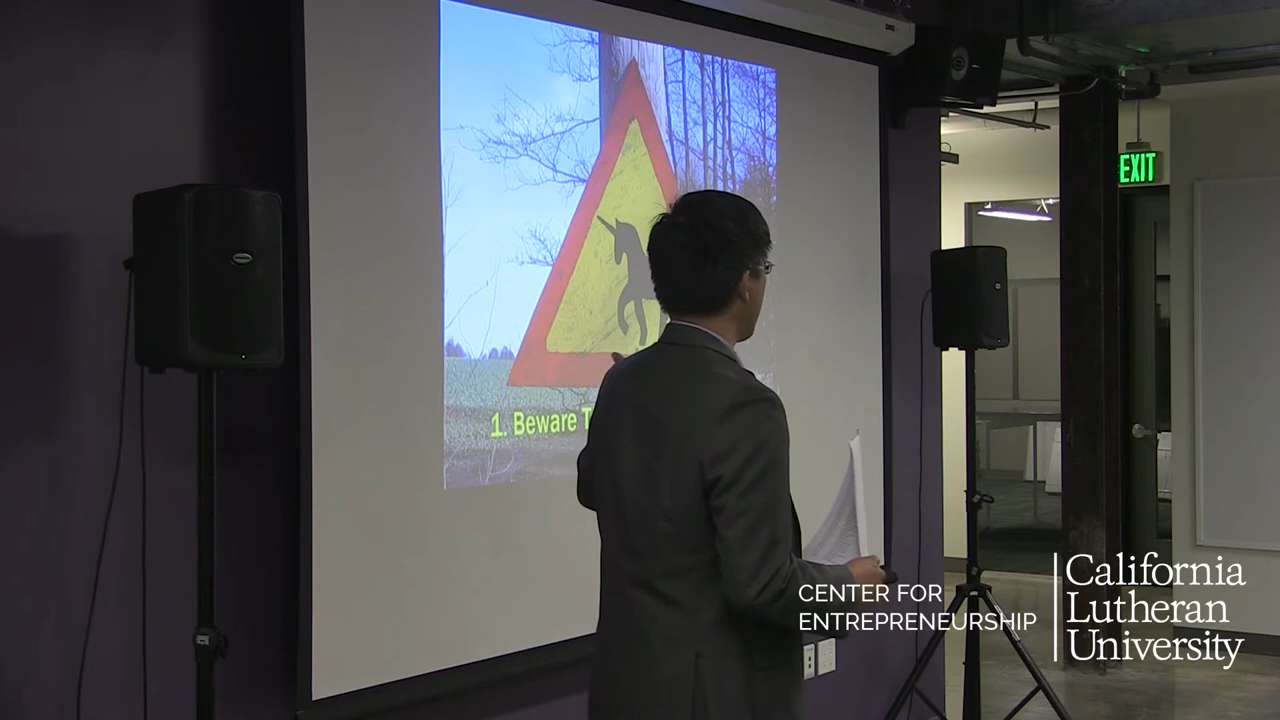 EXIT
1. Beware
CENTER FOR
ENTREPRENEURSHIP
California
Lutheran
University